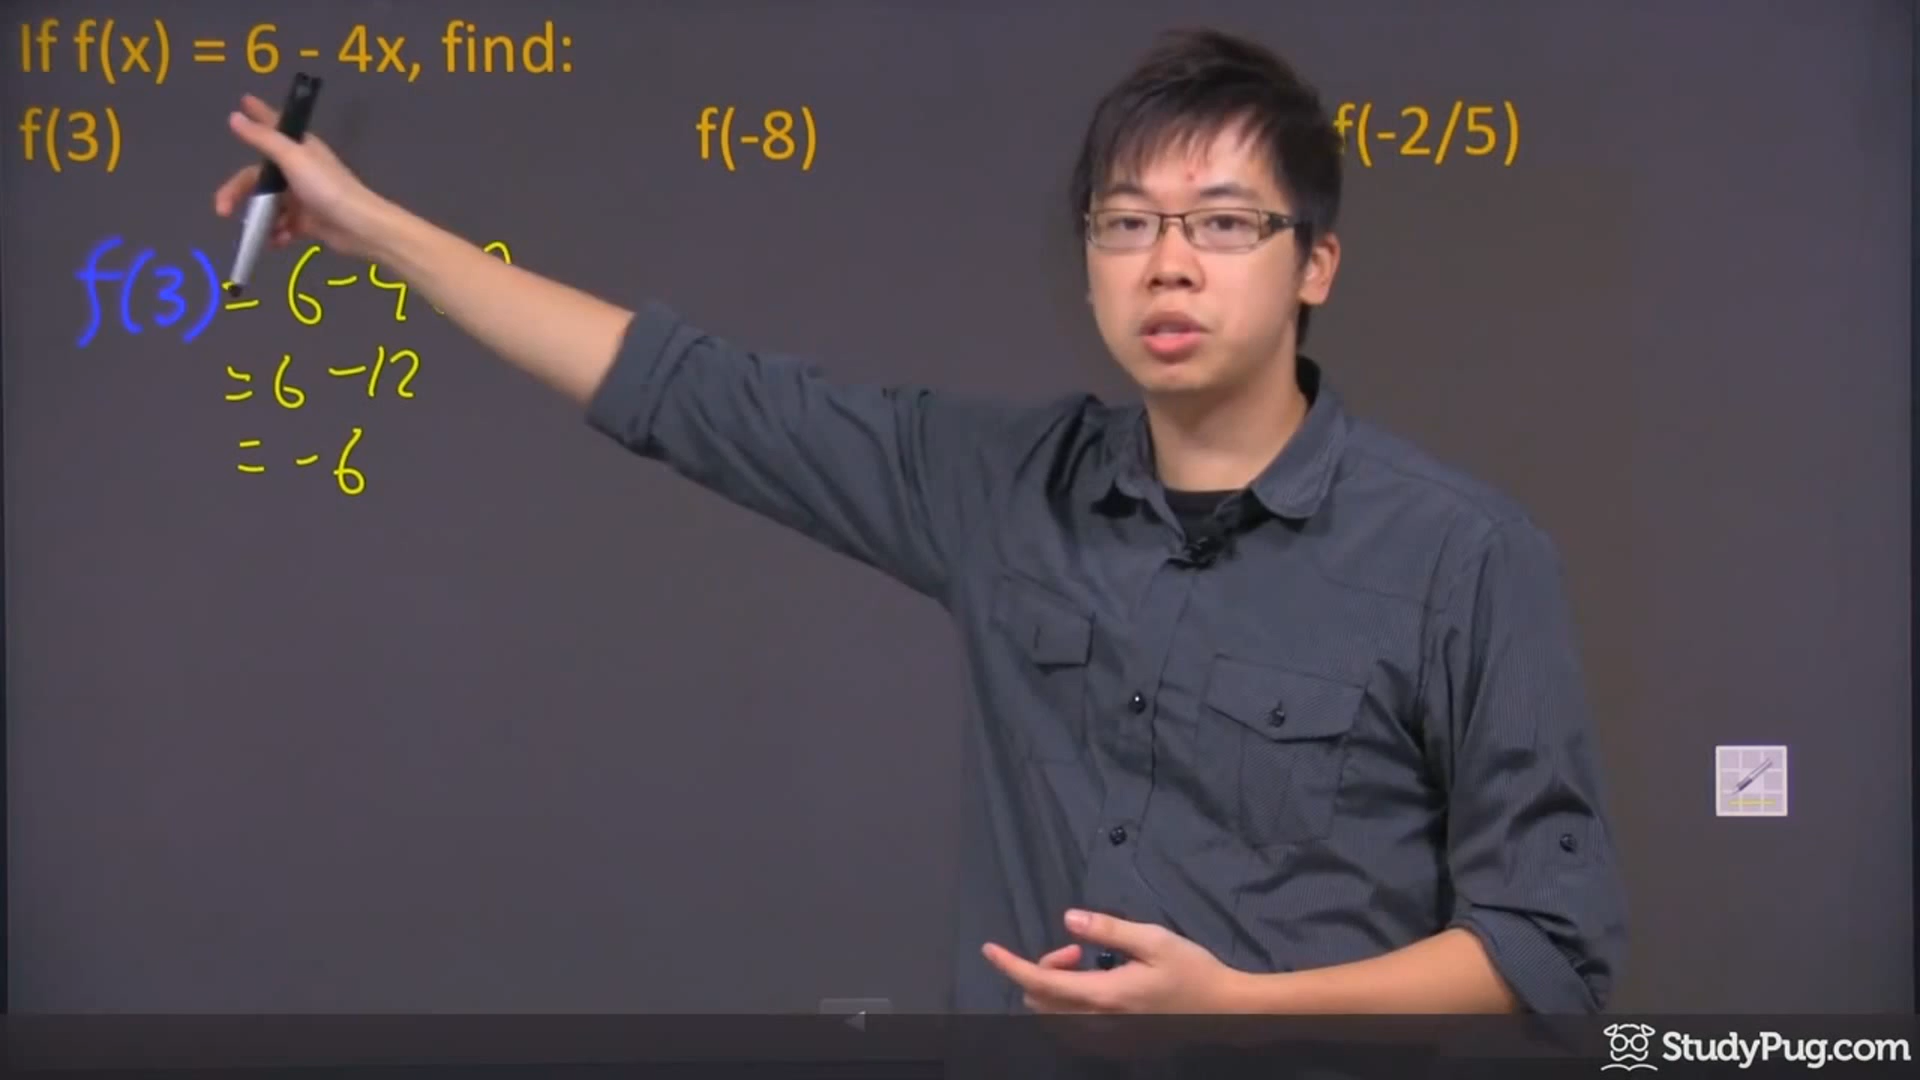 If f(x) = 6 - 4x, find:
f(3) f(-8) f(-2/5)
f(3) = 6 - 4
= 6 - 12
= - 6
StudyPug.com